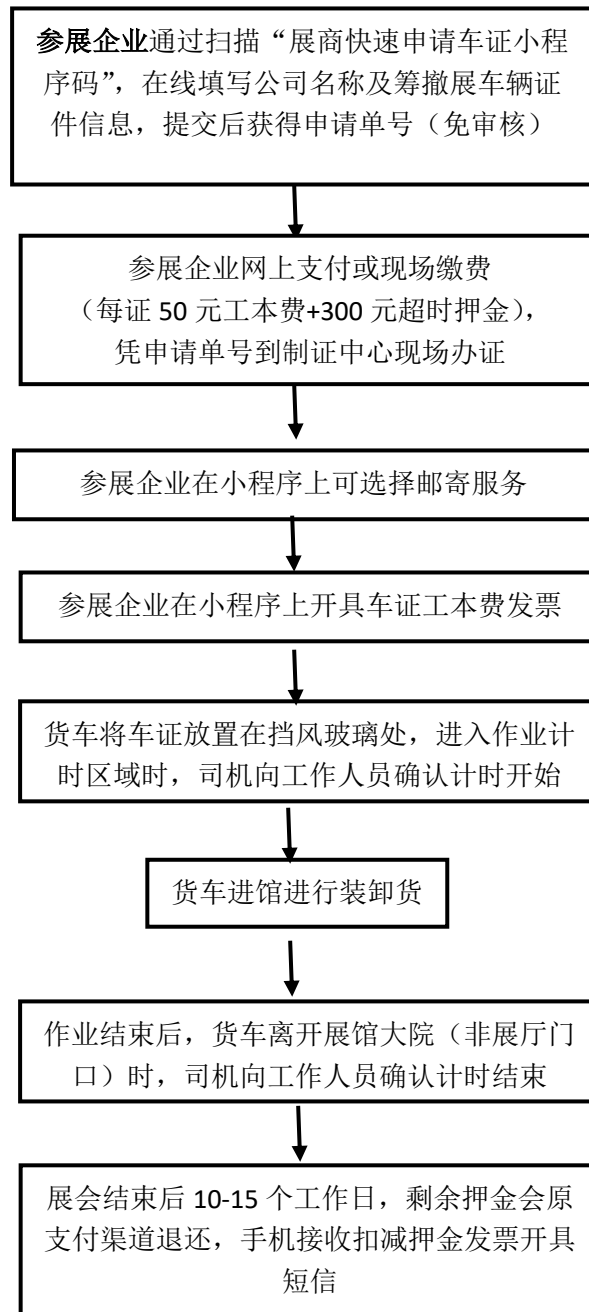 参展企业通过扫描“展商快速申请车证小程
序码”，在线填写公司名称及筹撤展车辆证
件信息，提交后获得申请单号（免审核）
参展企业网上支付或现场缴费
（每证 50 元工本费+300 元超时押金），
凭申请单号到制证中心现场办证
参展企业在小程序上可选择邮寄服务
参展企业在小程序上开具车证工本费发票
货车将车证放置在挡风玻璃处，进入作业计
时区域时，司机向工作人员确认计时开始
货车进馆进行装卸货
作业结束后，货车离开展馆大院（非展厅门
口）时，司机向工作人员确认计时结束
展会结束后 10-15 个工作日，剩余押金会原
支付渠道退还，手机接收扣减押金发票开具
短信